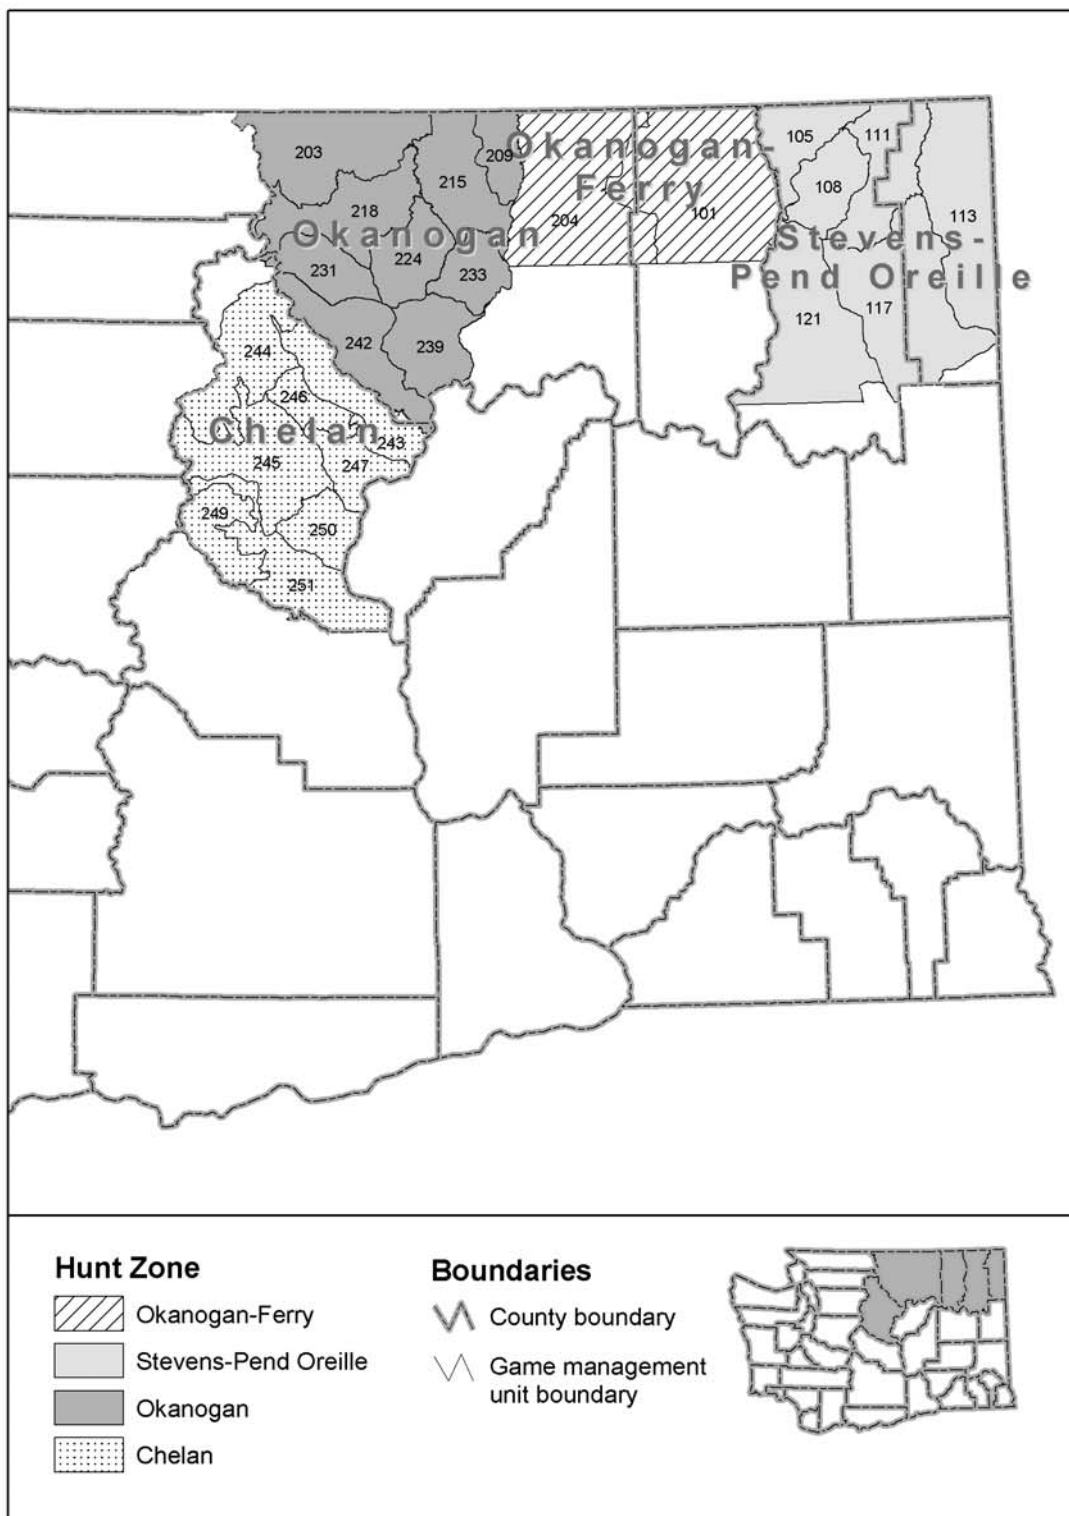 203
209
215
218
Okanogan
231
224
233
242
239
Okanogan-
Ferry
204
101
105
111
108
113
Stevens-
Pend Oreille
121
117
244
246
Chelan
243
245
247
249
250
251
Hunt Zone
Okanogan-Ferry
Stevens-Pend Oreille
Okanogan
Chelan
Boundaries
County boundary
Game management
unit boundary